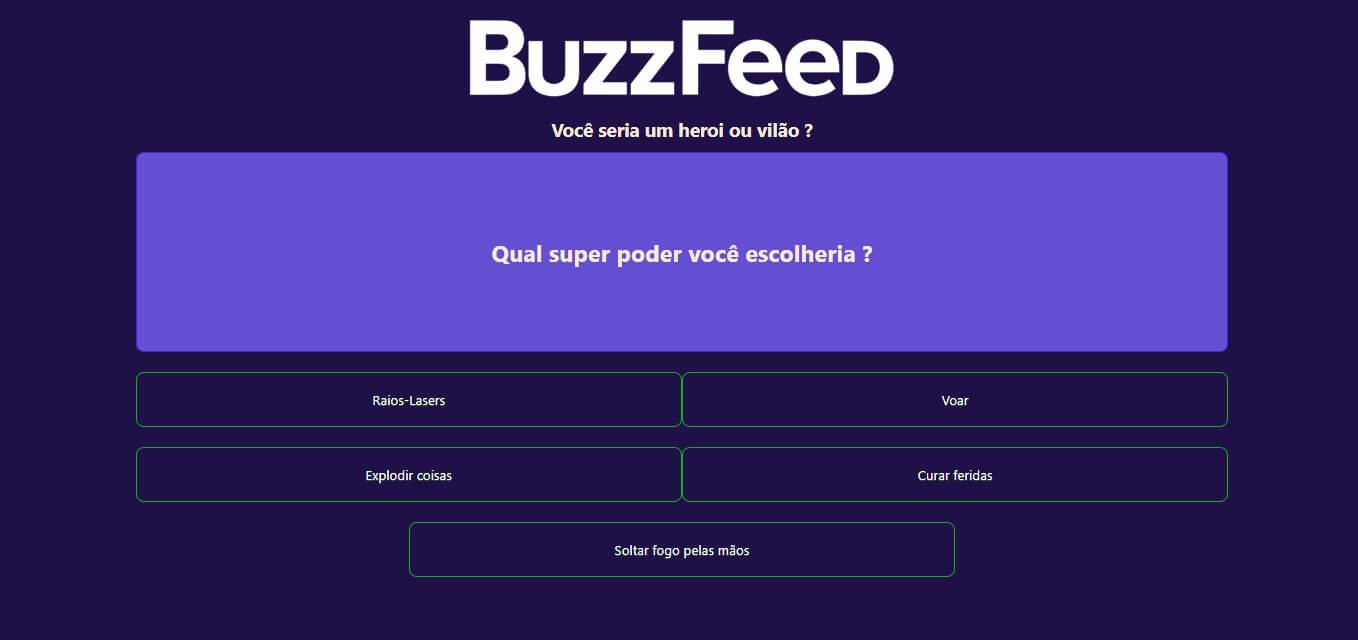 BuzzFeed
Você seria um heroi ou vilão ?
Qual super poder você escolheria ?
Raios-Lasers
Voar
Explodir coisas
Curar feridas
Soltar fogo pelas mãos